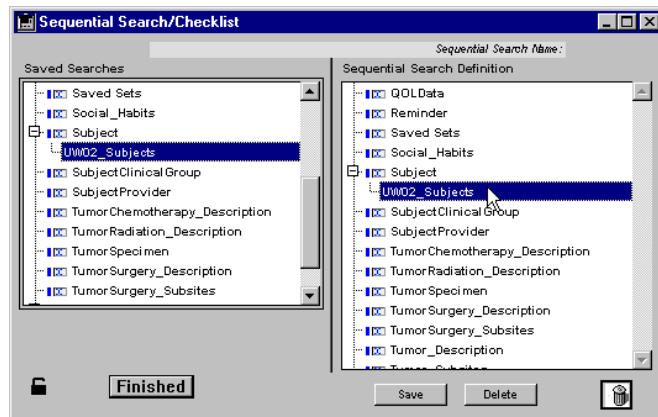 Sequential Search/Checklist
Sequential Search Name:
Saved Searches
Saved Sets
Social_Habits
Subject
UW02_Subjects
SubjectClinicalGroup
SubjectProvider
TumorChemotherapy_Description
TumorRadiation_Description
TumorSpecimen
TumorSurgery_Description
TumorSurgery_Subsites
Finished
Sequential Search Definition
QOLData
Reminder
Saved Sets
Social_Habits
Subject
UW02_Subjects
SubjectClinicalGroup
SubjectProvider
TumorChemotherapy_Description
TumorRadiation_Description
TumorSpecimen
TumorSurgery_Description
TumorSurgery_Subsites
Tumor_Description
Save
Delete